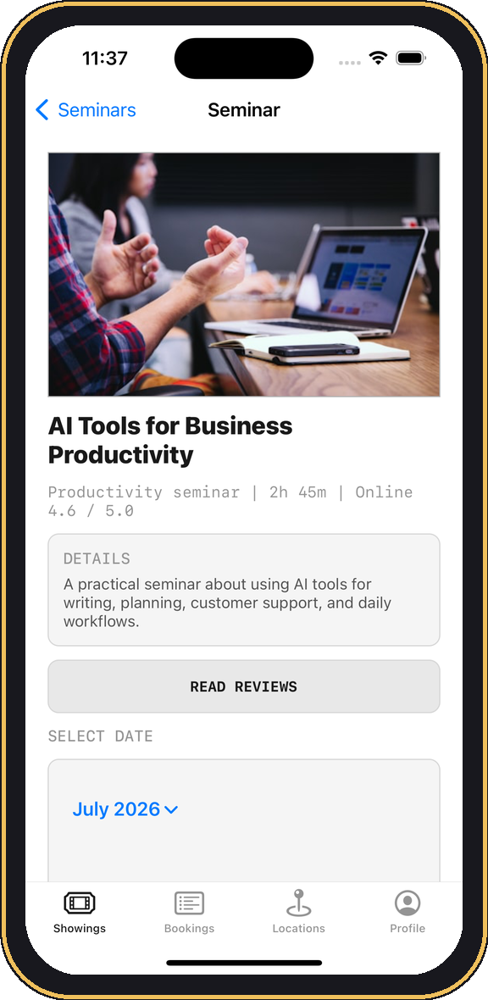 11:37
Seminars
Seminar
AI Tools for Business
Productivity
Productivity seminar | 2h 45m | Online
4.6 / 5.0
DETAILS
A practical seminar about using AI tools for
writing, planning, customer support, and daily
workflows.
READ REVIEWS
SELECT DATE
July 2026
Showings
Bookings
Locations
Profile